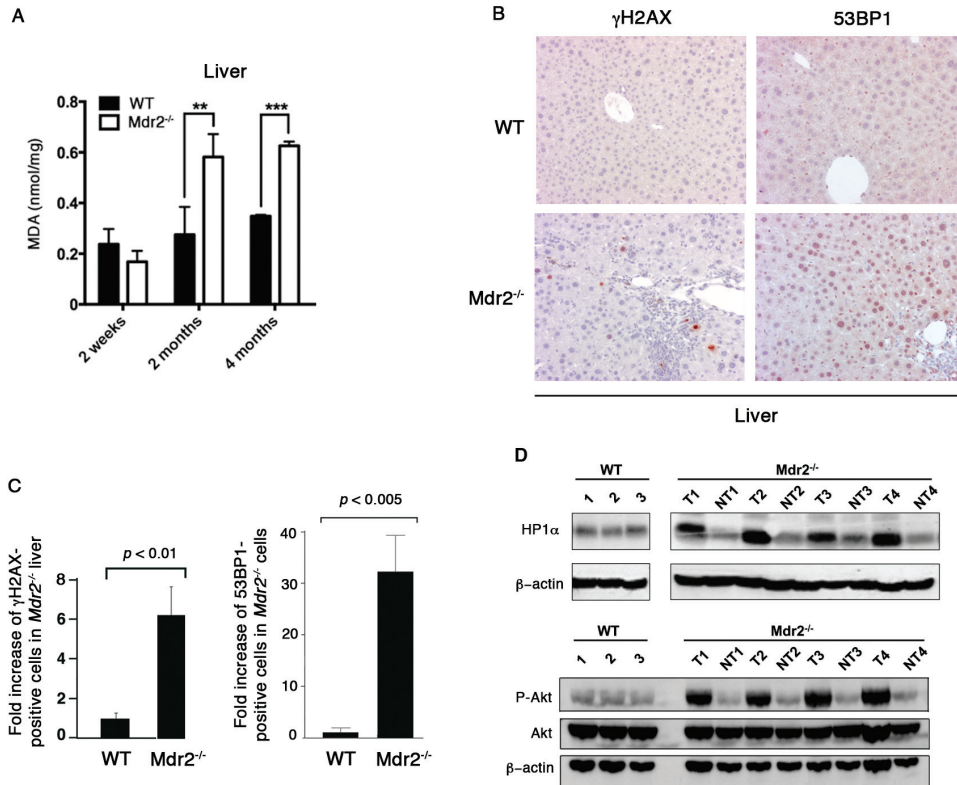 A
Liver
WT
Mdr2-/-
**
***
MDA (nmol/mg)
0.8
0.6
0.4
0.2
0
2 weeks
2 months
4 months
B
γH2AX
53BP1
WT
Mdr2-/-
Liver
C
p < 0.01
Fold increase of γH2AX-
positive cells in Mdr2-/- liver
8
6
4
2
0
WT
Mdr2-/-
p < 0.005
Fold increase of 53BP1-
positive cells in Mdr2-/- cells
40
30
20
10
0
WT
Mdr2-/-
D
WT
Mdr2-/-
1 2 3 T1 NT1 T2 NT2 T3 NT3 T4 NT4
HP1α
β-actin
WT
Mdr2-/-
1 2 3 T1 NT1 T2 NT2 T3 NT3 T4 NT4
P-Akt
Akt
β-actin